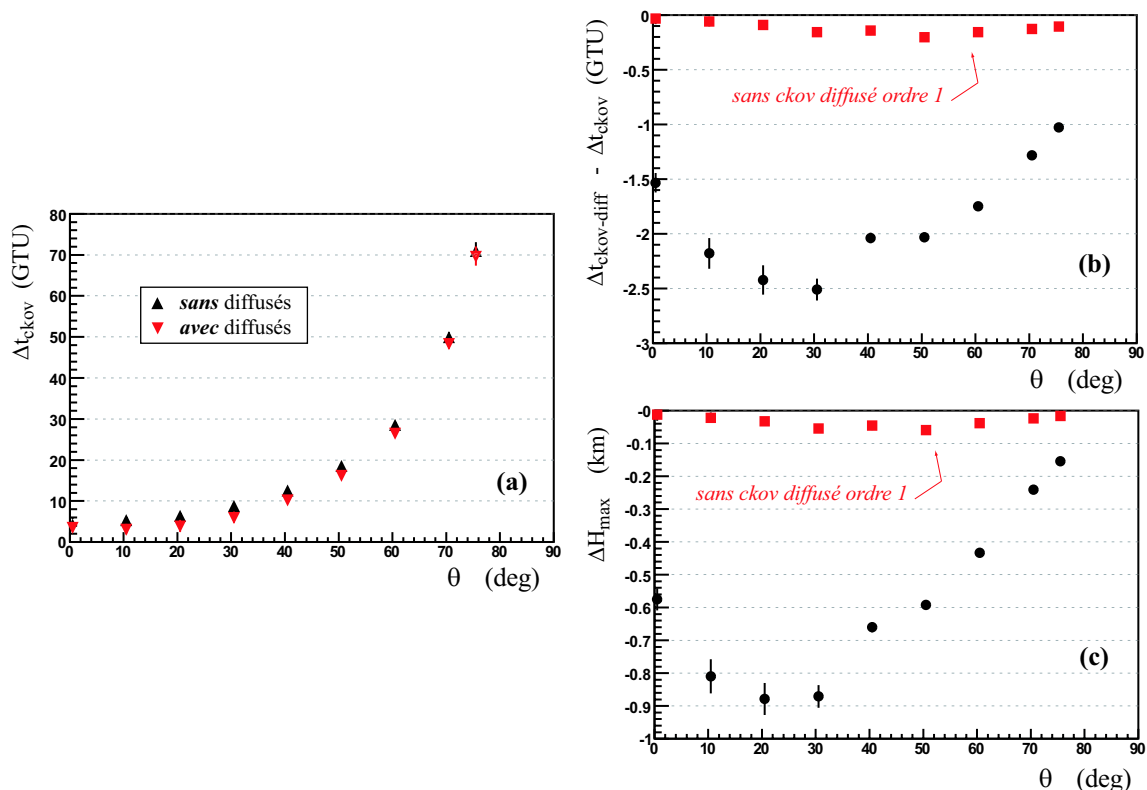 Δt_ckov (GTU)
80
70
60
50
40
30
20
10
0
0 10 20 30 40 50 60 70 80 90
θ (deg)
sans diffusés
avec diffusés
(a)
Δt_ckov-diff - Δt_ckov (GTU)
0
-0.5
-1
-1.5
-2
-2.5
-3
0 10 20 30 40 50 60 70 80 90
θ (deg)
sans ckov diffusé ordre 1
(b)
ΔH_max (km)
-0
-0.1
-0.2
-0.3
-0.4
-0.5
-0.6
-0.7
-0.8
-0.9
-1
0 10 20 30 40 50 60 70 80 90
θ (deg)
sans ckov diffusé ordre 1
(c)